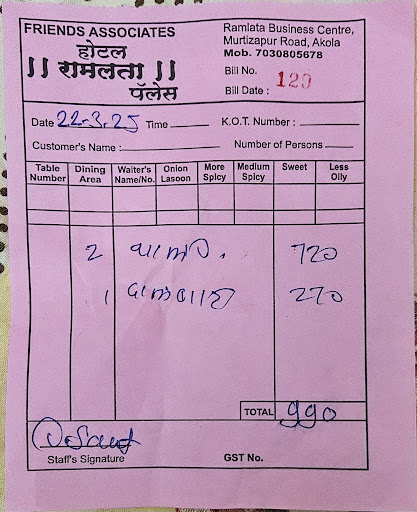 FRIENDS ASSOCIATES
होटल
|| रामलता ||
पॅलेस
Ramlata Business Centre,
Murtizapur Road, Akola
Mob. 7030805678
Bill No. 129
Bill Date :
Date 22-3.25 Time
K.O.T. Number :
Customer's Name :
Number of Persons
Table Number Dining Area Waiter's Name/No. Onion Lasoon More Spicy Medium Spicy Sweet Less Oily
2 720
1 270
TOTAL 990
Staff's Signature GST No.